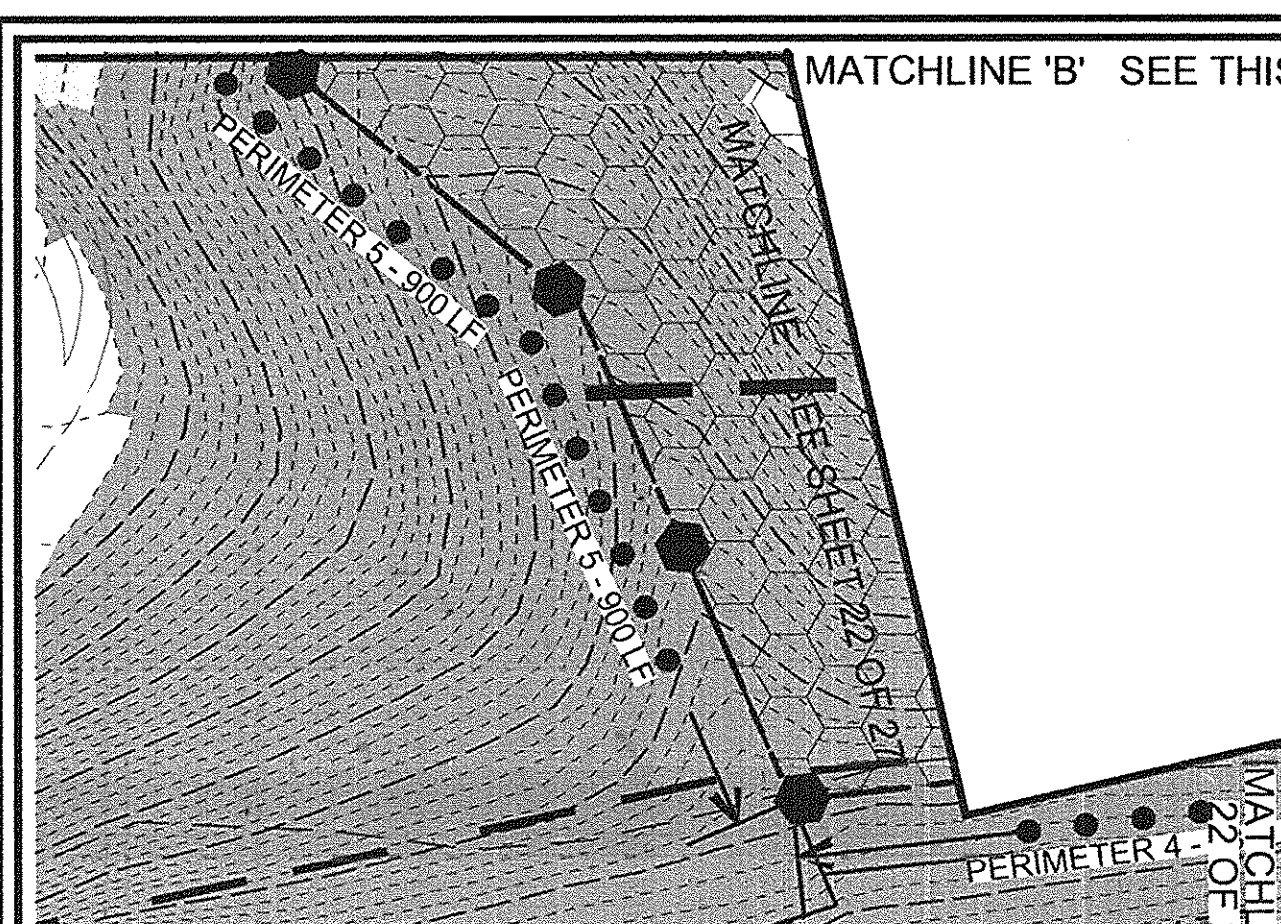 MATCHLINE 'B' SEE THIS
PERIMETER 5 - 900 LF
MATCHLINE SEE SHEET 22 OF 27
PERIMETER 5 - 900 LF
PERIMETER 4 -
MATCHL
22 OF